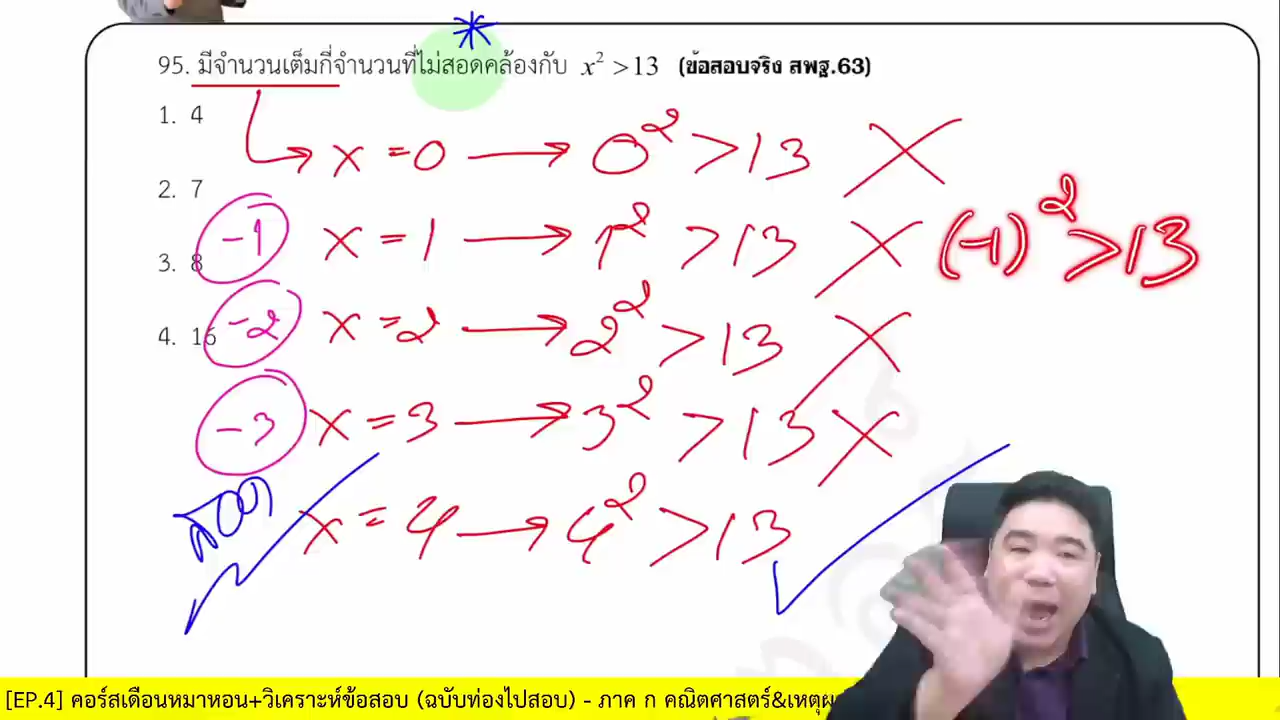 95. มีจำนวนเต็มกี่จำนวนที่ไม่สอดคล้องกับ x² > 13 (ข้อสอบจริง สพฐ.63)
1. 4
x = 0 → 0² > 13
2. 7
-1 x = 1 → 1² > 13 (-1)² > 13
3. 8
-2 x = 2 → 2² > 13
4. 16
-3 x = 3 → 3² > 13
x = 4 → 4² > 13
[EP.4] คอร์สเดือนหมาหอน+วิเคราะห์ข้อสอบ (ฉบับท่องไปสอบ) - ภาค ก คณิตศาสตร์&เหตุผ